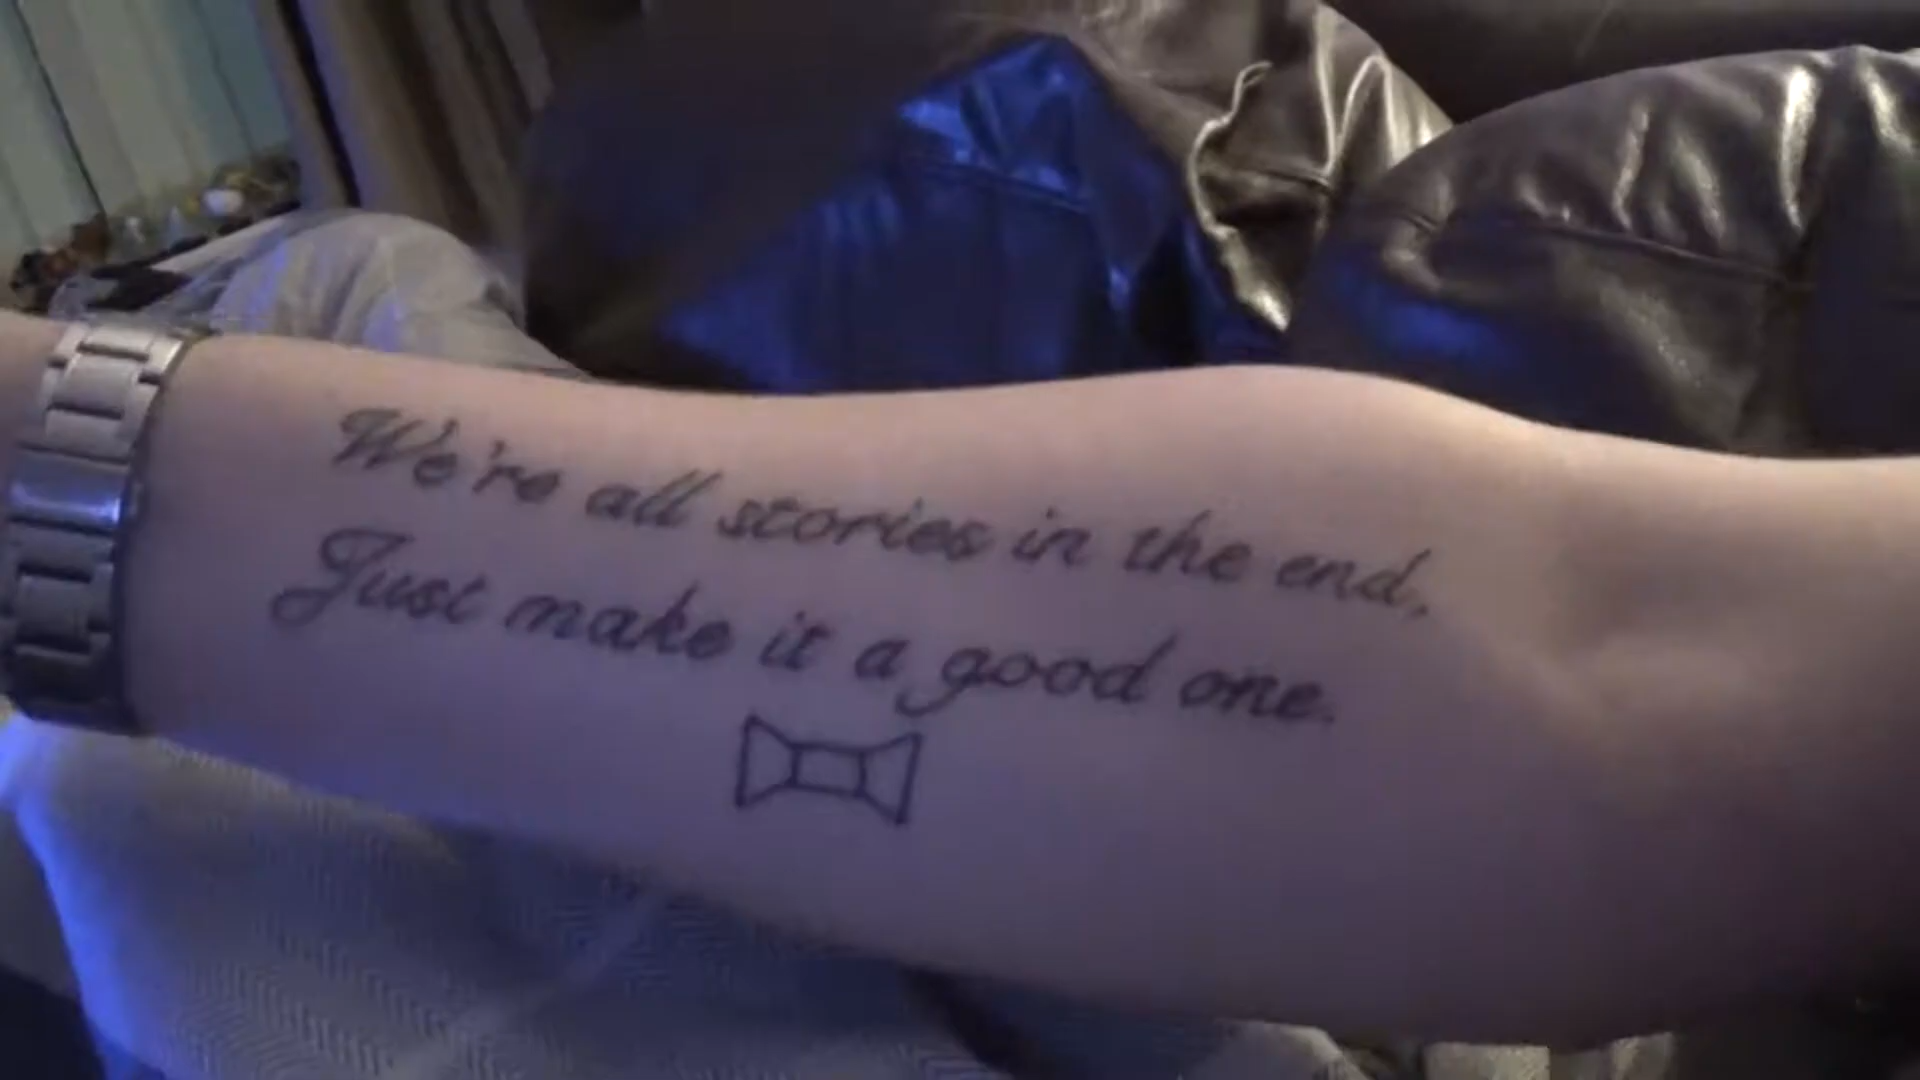 We're all stories in the end,
Just make it a good one.